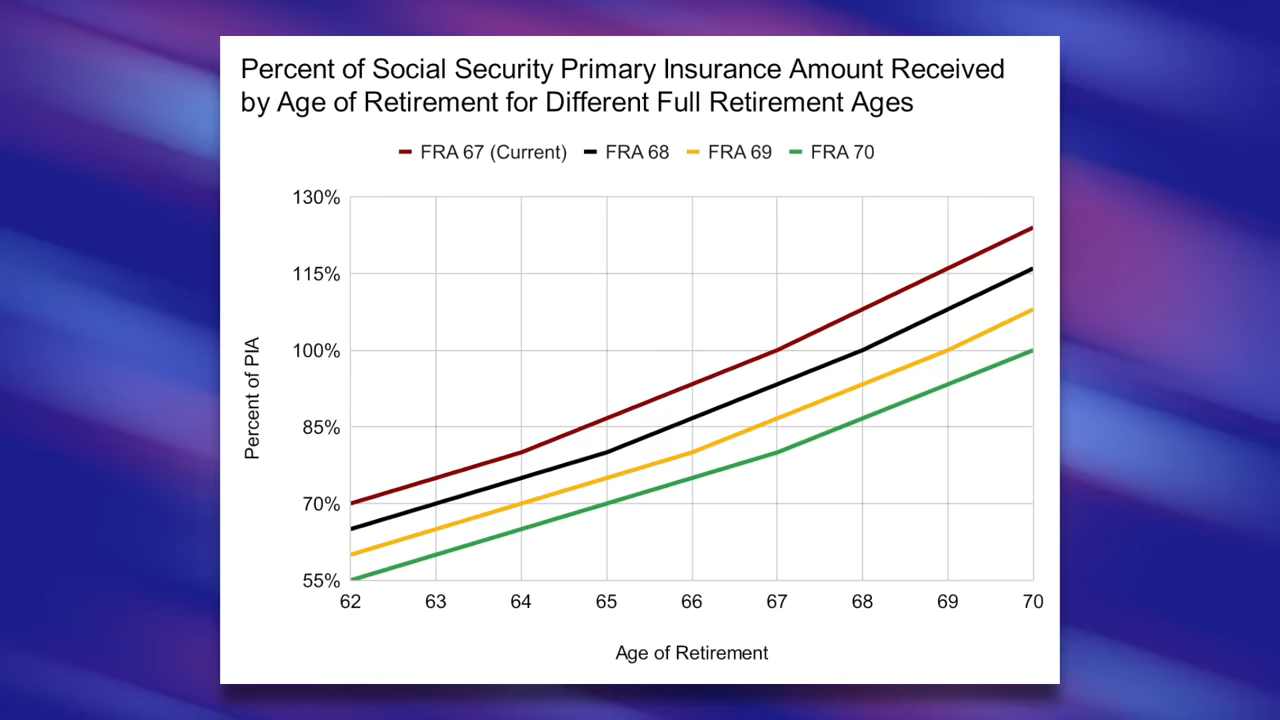 Percent of Social Security Primary Insurance Amount Received
by Age of Retirement for Different Full Retirement Ages
FRA 67 (Current) FRA 68 FRA 69 FRA 70
130%
115%
100%
85%
70%
55%
Percent of PIA
62 63 64 65 66 67 68 69 70
Age of Retirement